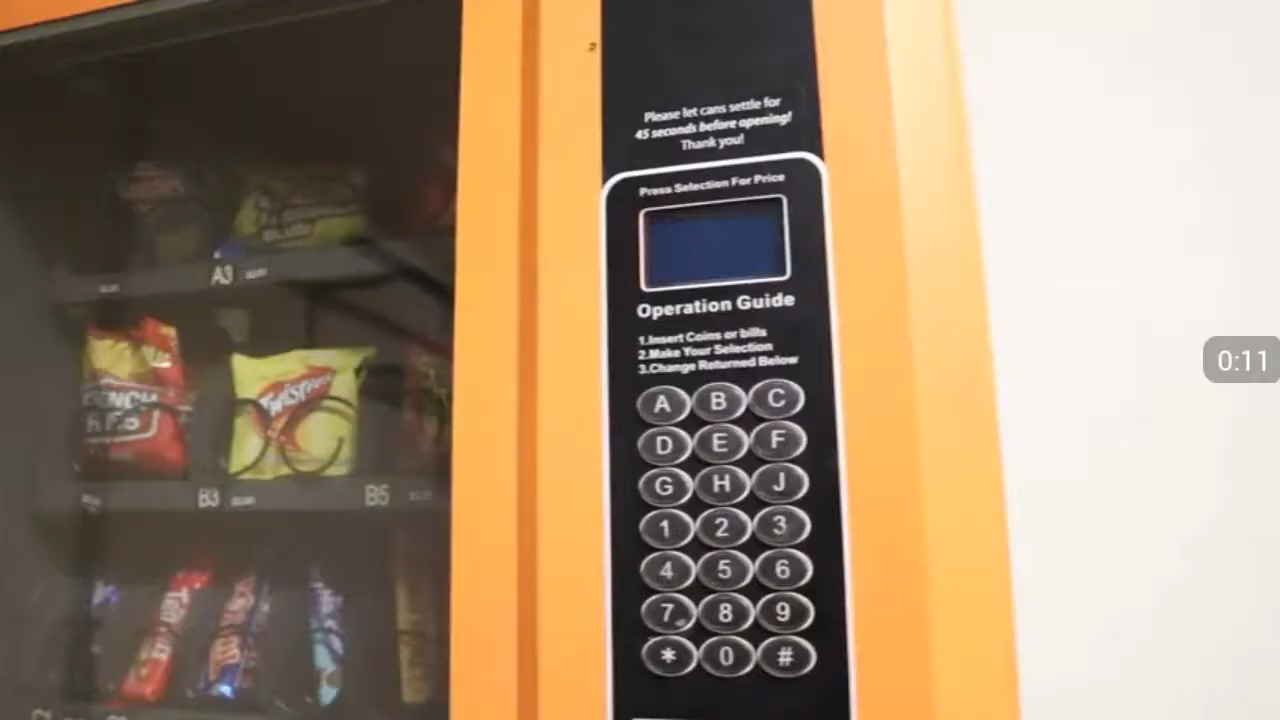 Please let cans settle for
45 seconds before opening!
Thank you!
Press Selection For Price
Operation Guide
1.Insert Coins or bills
2.Make Your Selection
3.Change Returned Below
A B C
D E F
G H J
1 2 3
4 5 6
7 8 9
* 0 #
A3
Twisties
B3
B5
0:11